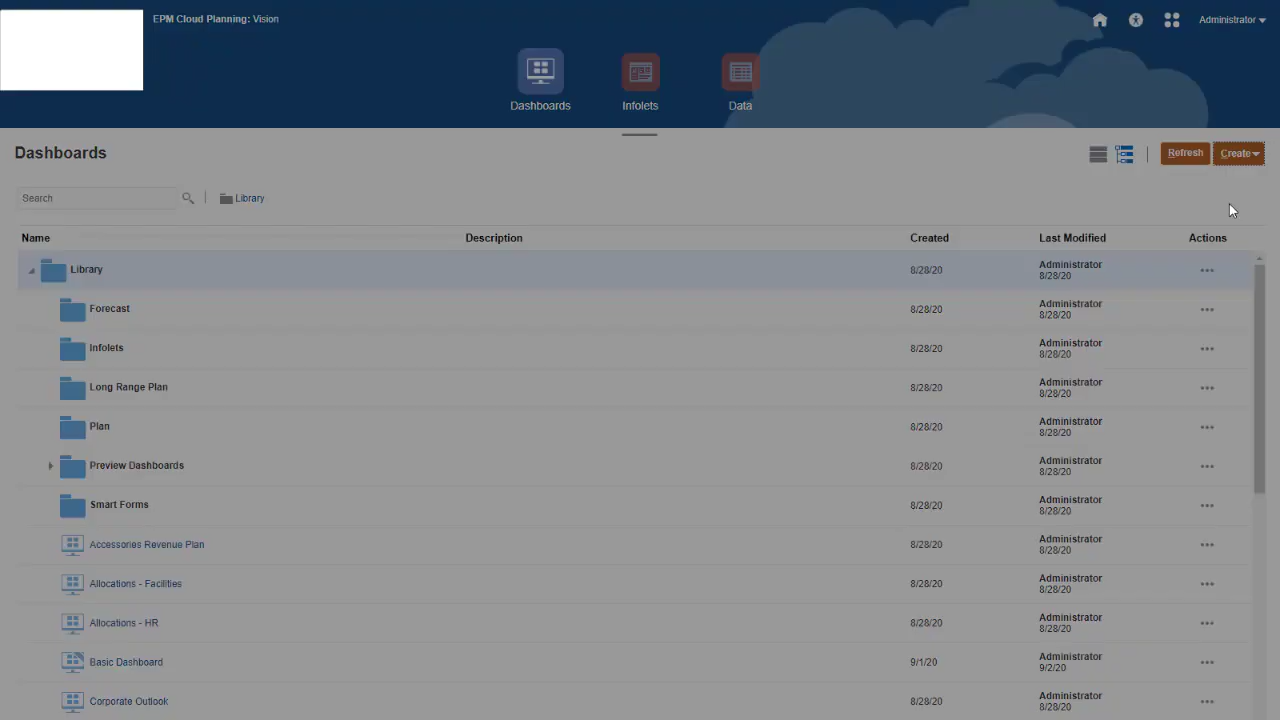 EPM Cloud Planning: Vision
Administrator
Dashboards
Infolets
Data
Dashboards
Refresh
Create
Search
Library
Name
Description
Created
Last Modified
Actions
Library
8/28/20
Administrator
8/28/20
Forecast
8/28/20
Administrator
8/28/20
Infolets
8/28/20
Administrator
8/28/20
Long Range Plan
8/28/20
Administrator
8/28/20
Plan
8/28/20
Administrator
8/28/20
Preview Dashboards
8/28/20
Administrator
8/28/20
Smart Forms
8/28/20
Administrator
8/28/20
Accessories Revenue Plan
8/28/20
Administrator
8/28/20
Allocations - Facilities
8/28/20
Administrator
8/28/20
Allocations - HR
8/28/20
Administrator
8/28/20
Basic Dashboard
9/1/20
Administrator
9/2/20
Corporate Outlook
8/28/20
Administrator
8/28/20